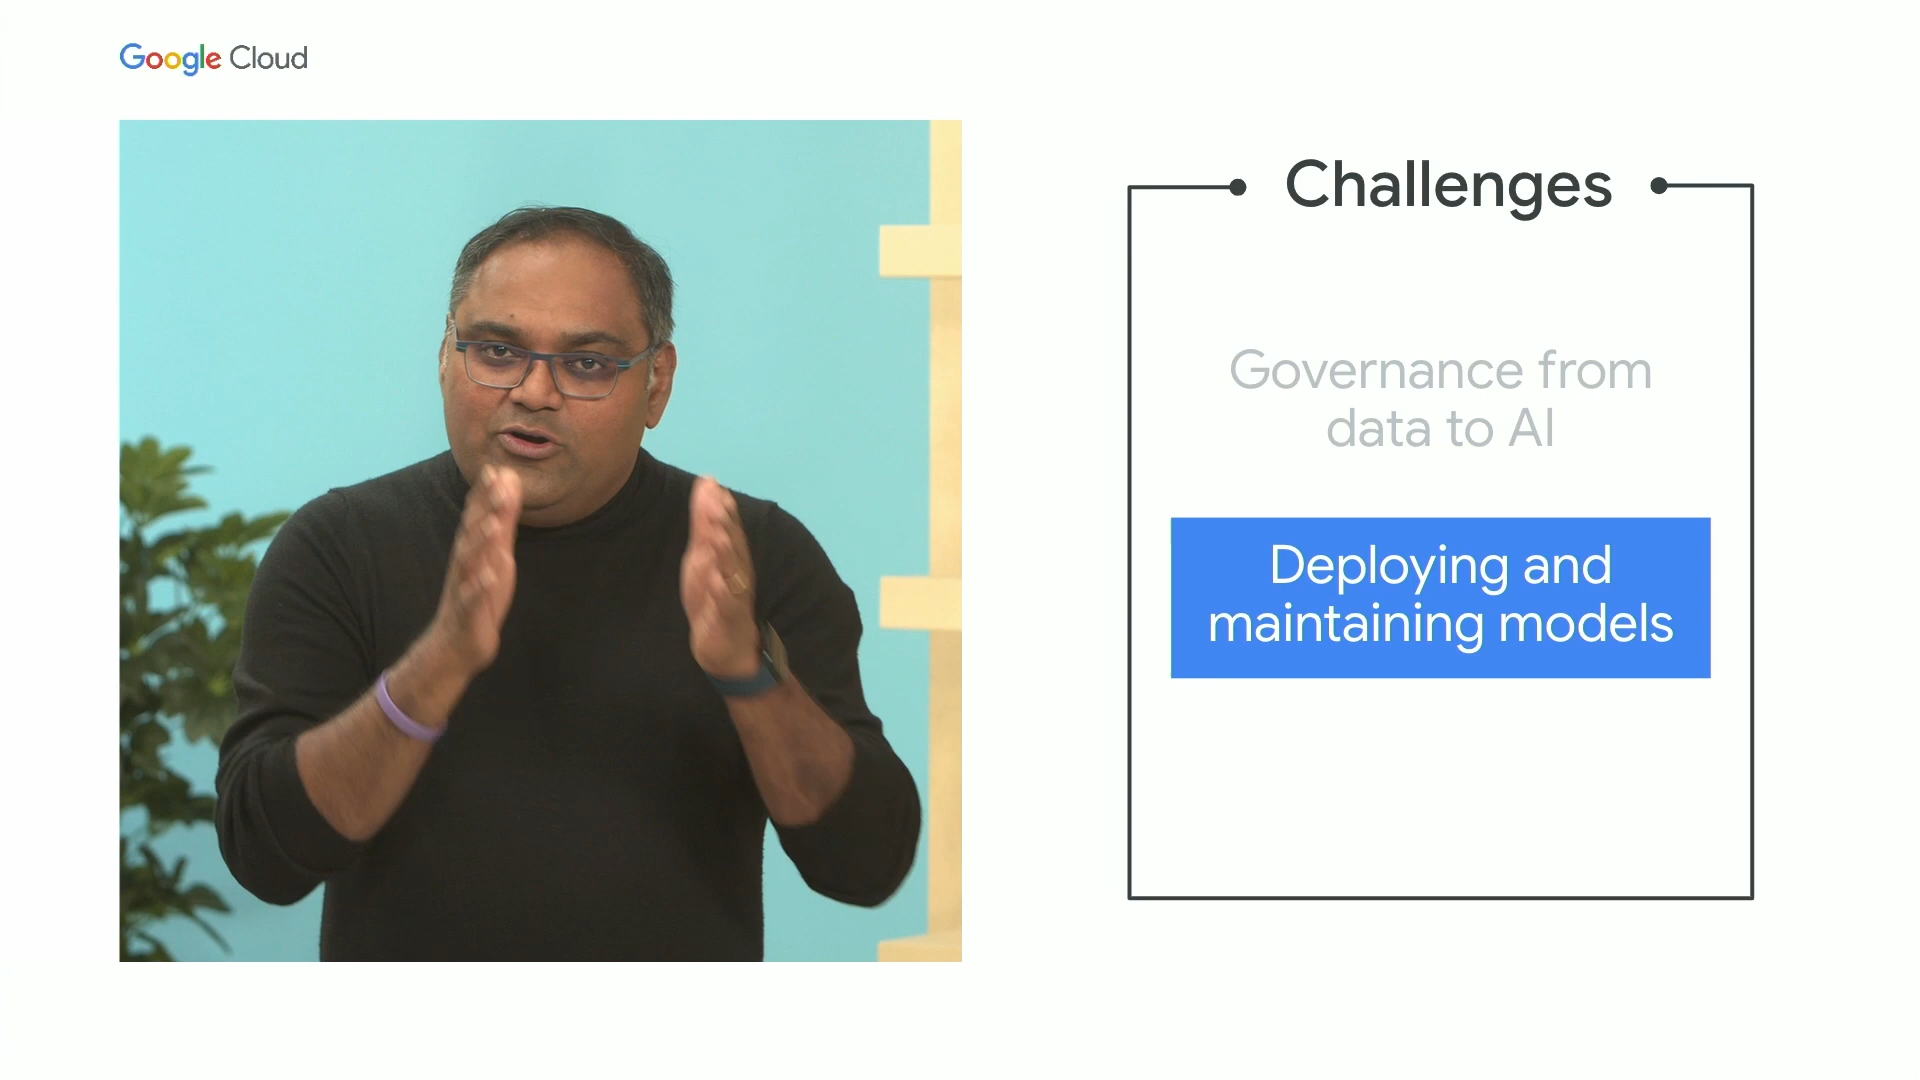 Google Cloud
Challenges
Governance from
data to AI
Deploying and
maintaining models